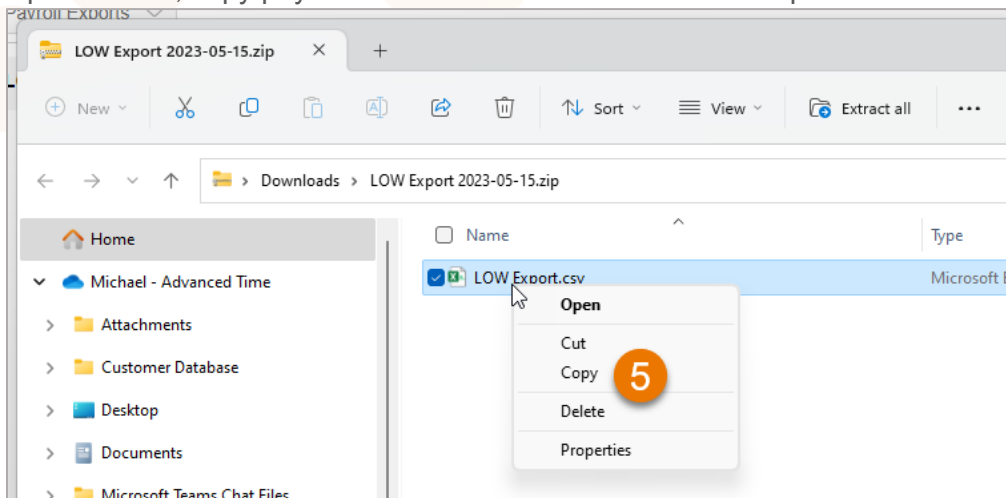 Payroll Exports
LOW Export 2023-05-15.zip
New
Sort
View
Extract all
Downloads > LOW Export 2023-05-15.zip
Home
Name
Type
Michael - Advanced Time
LOW Export.csv
Microsoft
Open
Attachments
Cut
Customer Database
Copy
5
Desktop
Delete
Documents
Properties
Microsoft Teams Chat Files